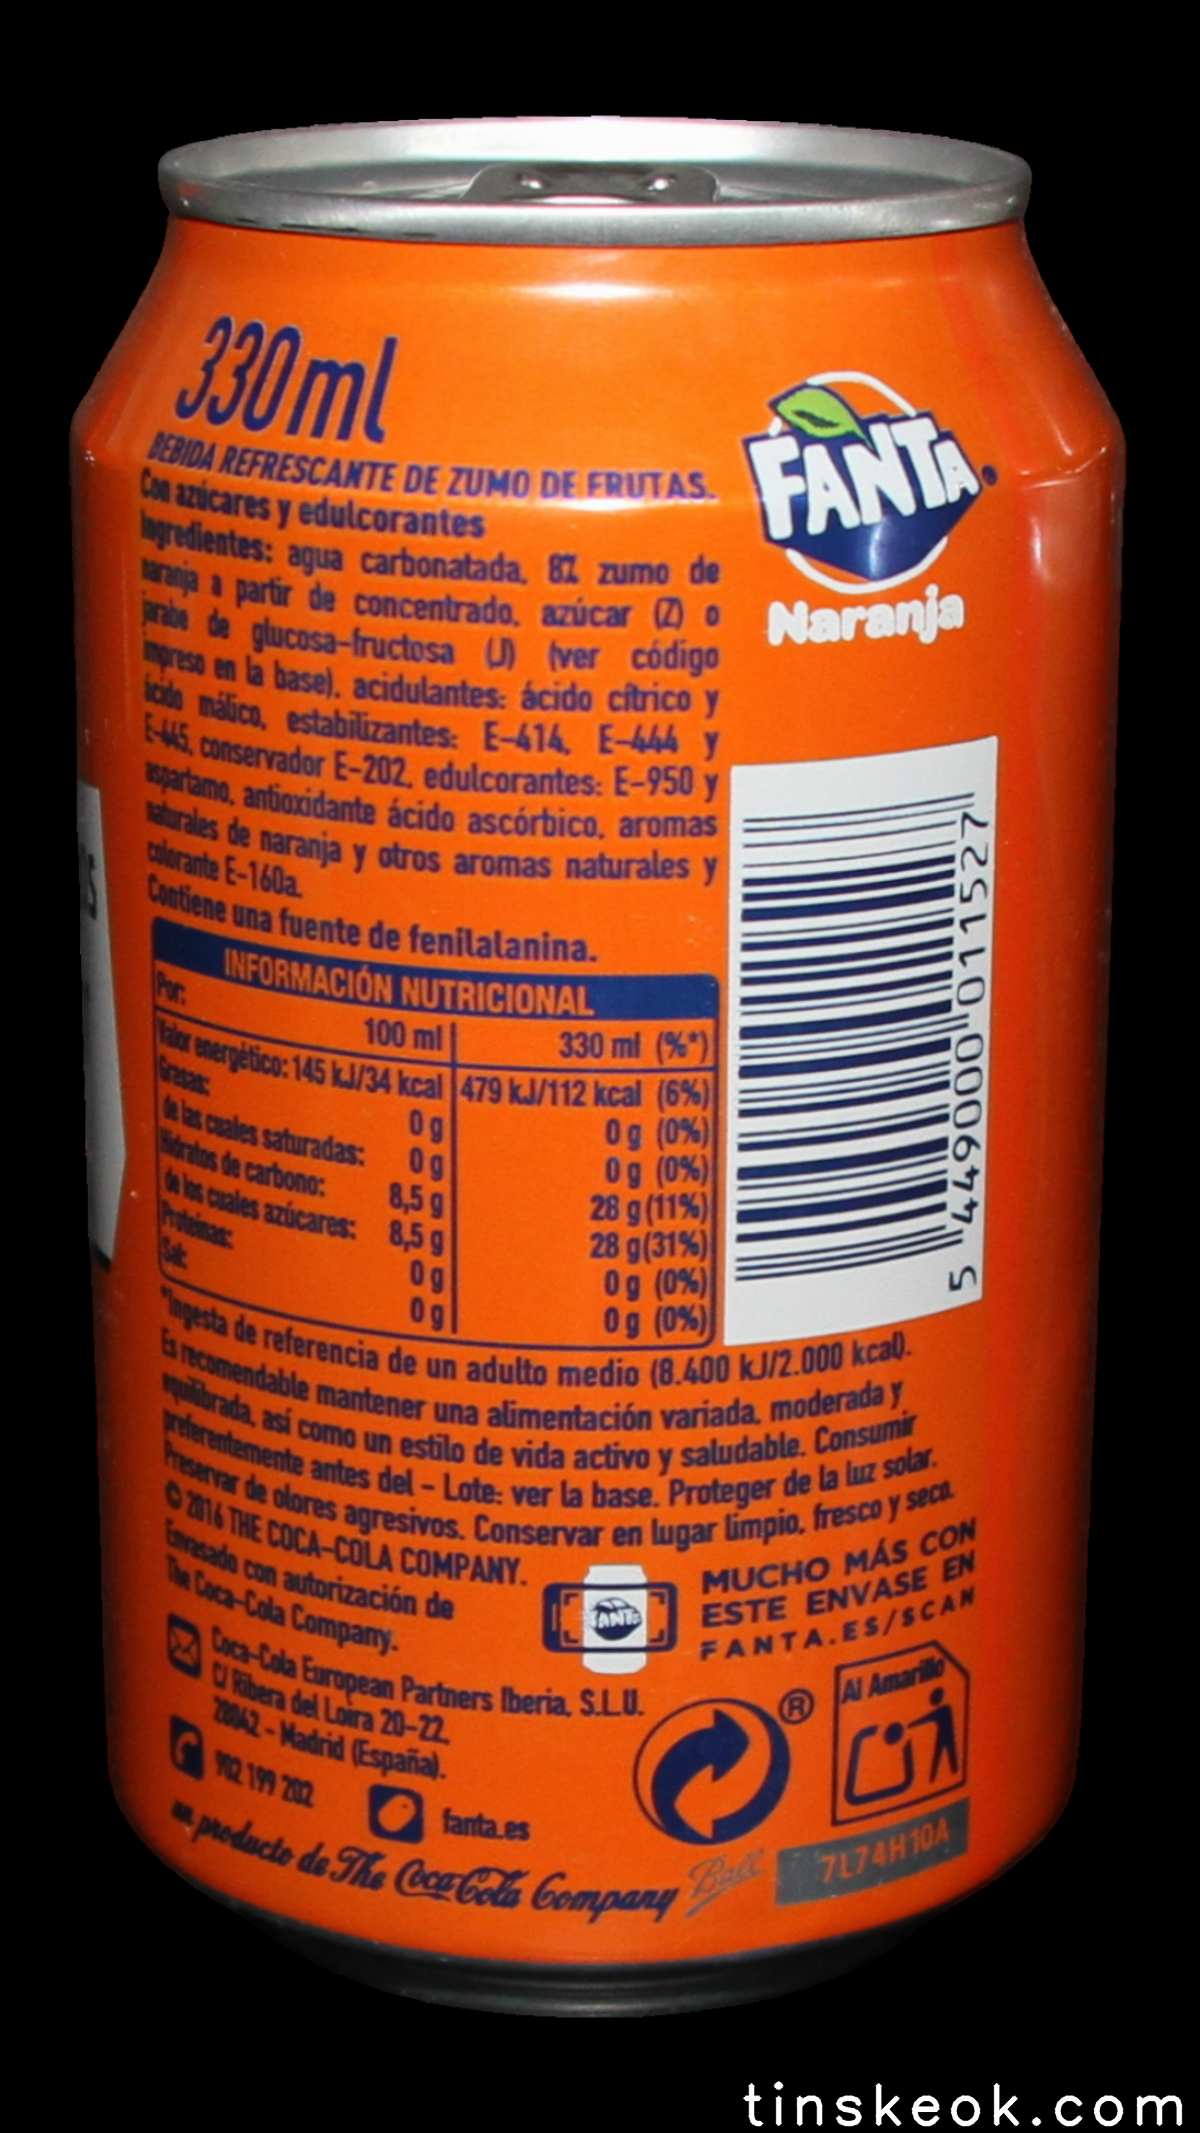 330ml
BEBIDA REFRESCANTE DE ZUMO DE FRUTAS.
Con azúcares y edulcorantes
Ingredientes: agua carbonatada, 8% zumo de
naranja a partir de concentrado, azúcar (Z) o
jarabe de glucosa-fructosa (J) (ver código
impreso en la base), acidulantes: ácido cítrico y
ácido málico, estabilizantes: E-414, E-444 y
E-445, conservador E-202, edulcorantes: E-950 y
aspartamo, antioxidante ácido ascórbico, aromas
naturales de naranja y otros aromas naturales y
colorante E-160a.
Contiene una fuente de fenilalanina.
FANTA
Naranja
INFORMACIÓN NUTRICIONAL
Por: 100 ml 330 ml (%*)
Valor energético: 145 kJ/34 kcal 479 kJ/112 kcal (6%)
Grasas: 0 g 0 g (0%)
de las cuales saturadas: 0 g 0 g (0%)
Hidratos de carbono: 8,5 g 28 g (11%)
de los cuales azúcares: 8,5 g 28 g (31%)
Proteínas: 0 g 0 g (0%)
Sal: 0 g 0 g (0%)
5 449000 011527
*Ingesta de referencia de un adulto medio (8.400 kJ/2.000 kcal).
Es recomendable mantener una alimentación variada, moderada y
equilibrada, así como un estilo de vida activo y saludable. Consumir
preferentemente antes del - Lote: ver la base. Proteger de la luz solar.
Preservar de olores agresivos. Conservar en lugar limpio, fresco y seco.
© 2016 THE COCA-COLA COMPANY.
Envasado con autorización de
The Coca-Cola Company.
FANTA
MUCHO MÁS CON
ESTE ENVASE EN
FANTA.ES/SCAN
Coca-Cola European Partners Iberia, S.L.U.
C/ Ribera del Loira 20-22.
28042 - Madrid (España).
902 199 202
fanta.es
®
Al Amarillo
un producto de The Coca-Cola Company
Ball
7L74H10A
tinskeok.com